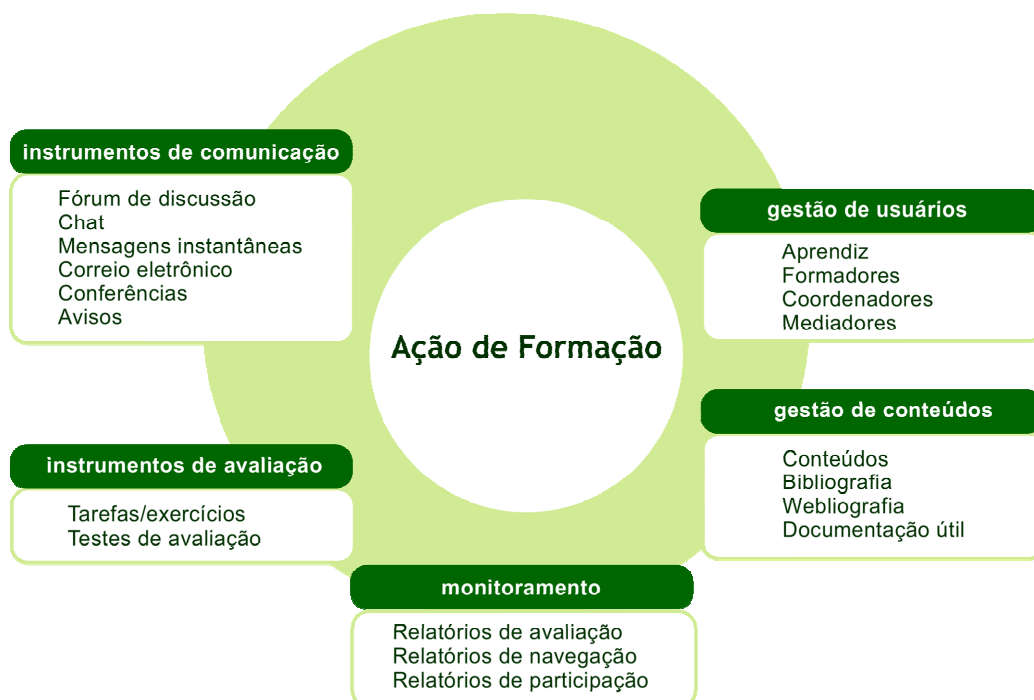 instrumentos de comunicação
Fórum de discussão
Chat
Mensagens instantâneas
Correio eletrônico
Conferências
Avisos
gestão de usuários
Aprendiz
Formadores
Coordenadores
Mediadores
Ação de Formação
gestão de conteúdos
Conteúdos
Bibliografia
Webliografia
Documentação útil
instrumentos de avaliação
Tarefas/exercícios
Testes de avaliação
monitoramento
Relatórios de avaliação
Relatórios de navegação
Relatórios de participação